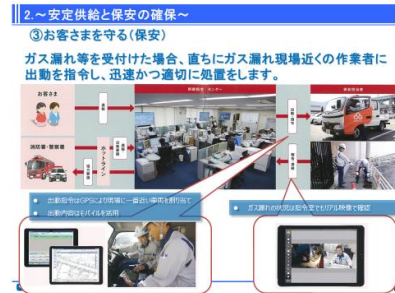 2.～安定供給と保安の確保～
③お客さまを守る(保安)
ガス漏れ等を受付けた場合、直ちにガス漏れ現場近くの作業者に
出動を指令し、迅速かつ適切に処置をします。
お客さま
消防署・警察署
ホットライン
● 出動指令はGPSにより現場に一番近い車両を割り当て
● 出動内容はモバイルを活用
● ガス漏れの状況は指令室でもリアル映像で確認